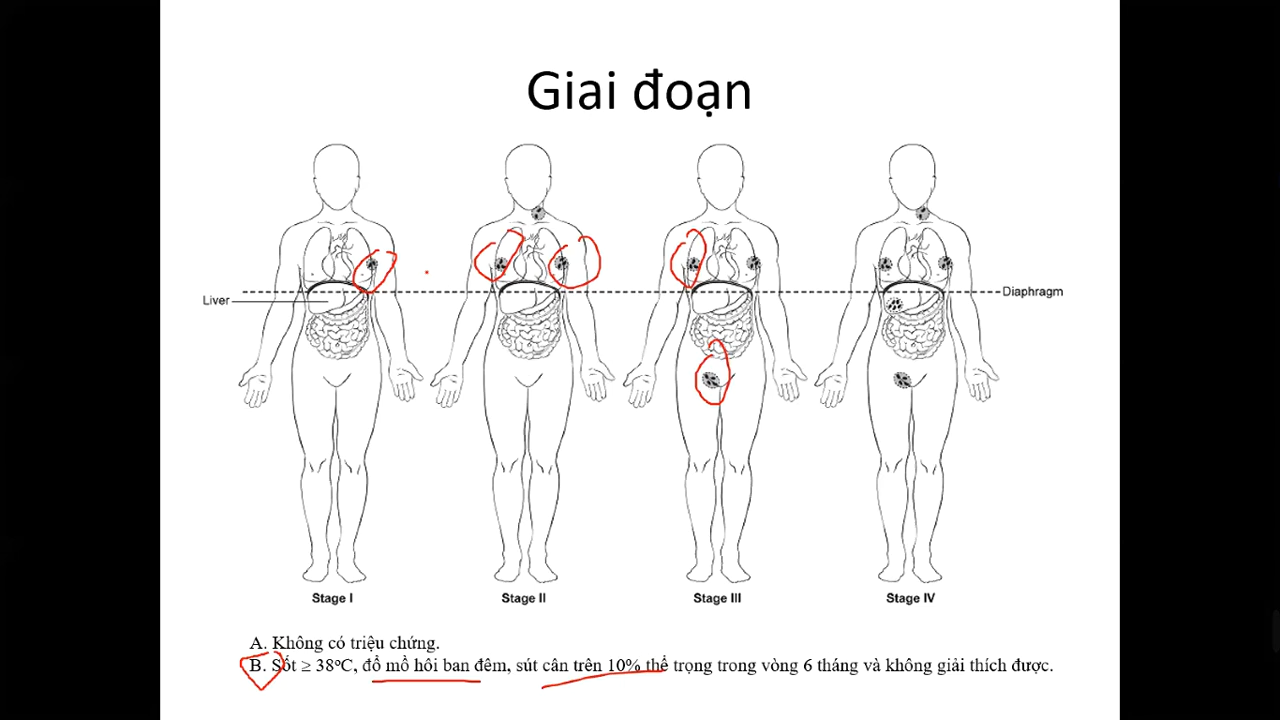 Giai đoạn
Liver
Diaphragm
Stage I
Stage II
Stage III
Stage IV
A. Không có triệu chứng.
B. Sốt ≥ 38°C, đổ mồ hôi ban đêm, sút cân trên 10% thể trọng trong vòng 6 tháng và không giải thích được.